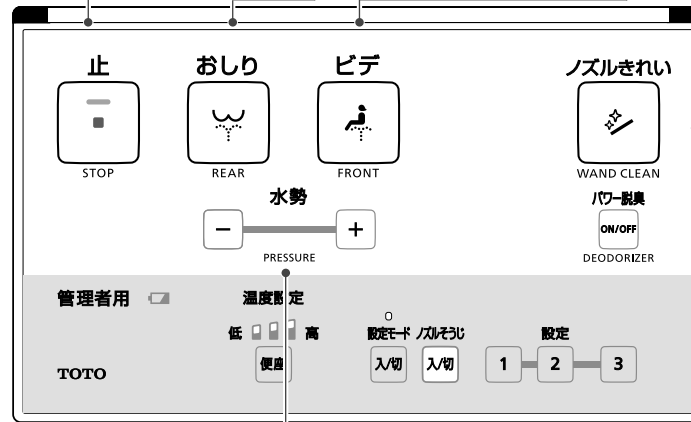 止 おしり ビデ ノズルきれい
STOP REAR FRONT WAND CLEAN
水勢 パワー脱臭
− + ON/OFF
PRESSURE DEODORIZER
管理者用 温度設定
低 高 設定モード ノズルそうじ 設定
便座 入/切 入/切 1 2 3
TOTO